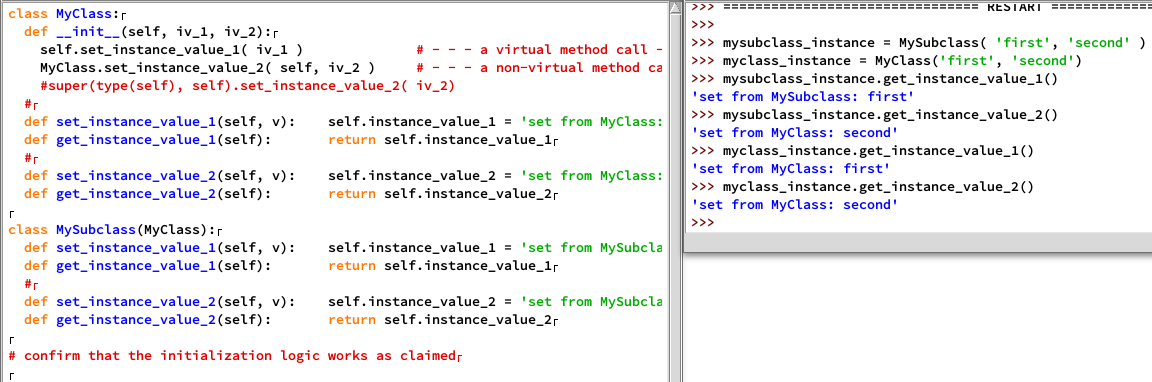 class MyClass:
def __init__(self, iv_1, iv_2):
self.set_instance_value_1( iv_1 ) # - - - a virtual method call -
MyClass.set_instance_value_2( self, iv_2 ) # - - - a non-virtual method ca
#super(type(self), self).set_instance_value_2( iv_2)
#
def set_instance_value_1(self, v): self.instance_value_1 = 'set from MyClass:
def get_instance_value_1(self): return self.instance_value_1
#
def set_instance_value_2(self, v): self.instance_value_2 = 'set from MyClass:
def get_instance_value_2(self): return self.instance_value_2
class MySubclass(MyClass):
def set_instance_value_1(self, v): self.instance_value_1 = 'set from MySubcla
def get_instance_value_1(self): return self.instance_value_1
#
def set_instance_value_2(self, v): self.instance_value_2 = 'set from MySubcla
def get_instance_value_2(self): return self.instance_value_2
# confirm that the initialization logic works as claimed
>>> ================================ RESTART =============
>>>
>>> mysubclass_instance = MySubclass( 'first', 'second' )
>>> myclass_instance = MyClass('first', 'second')
>>> mysubclass_instance.get_instance_value_1()
'set from MySubclass: first'
>>> mysubclass_instance.get_instance_value_2()
'set from MyClass: second'
>>> myclass_instance.get_instance_value_1()
'set from MyClass: first'
>>> myclass_instance.get_instance_value_2()
'set from MyClass: second'
>>>